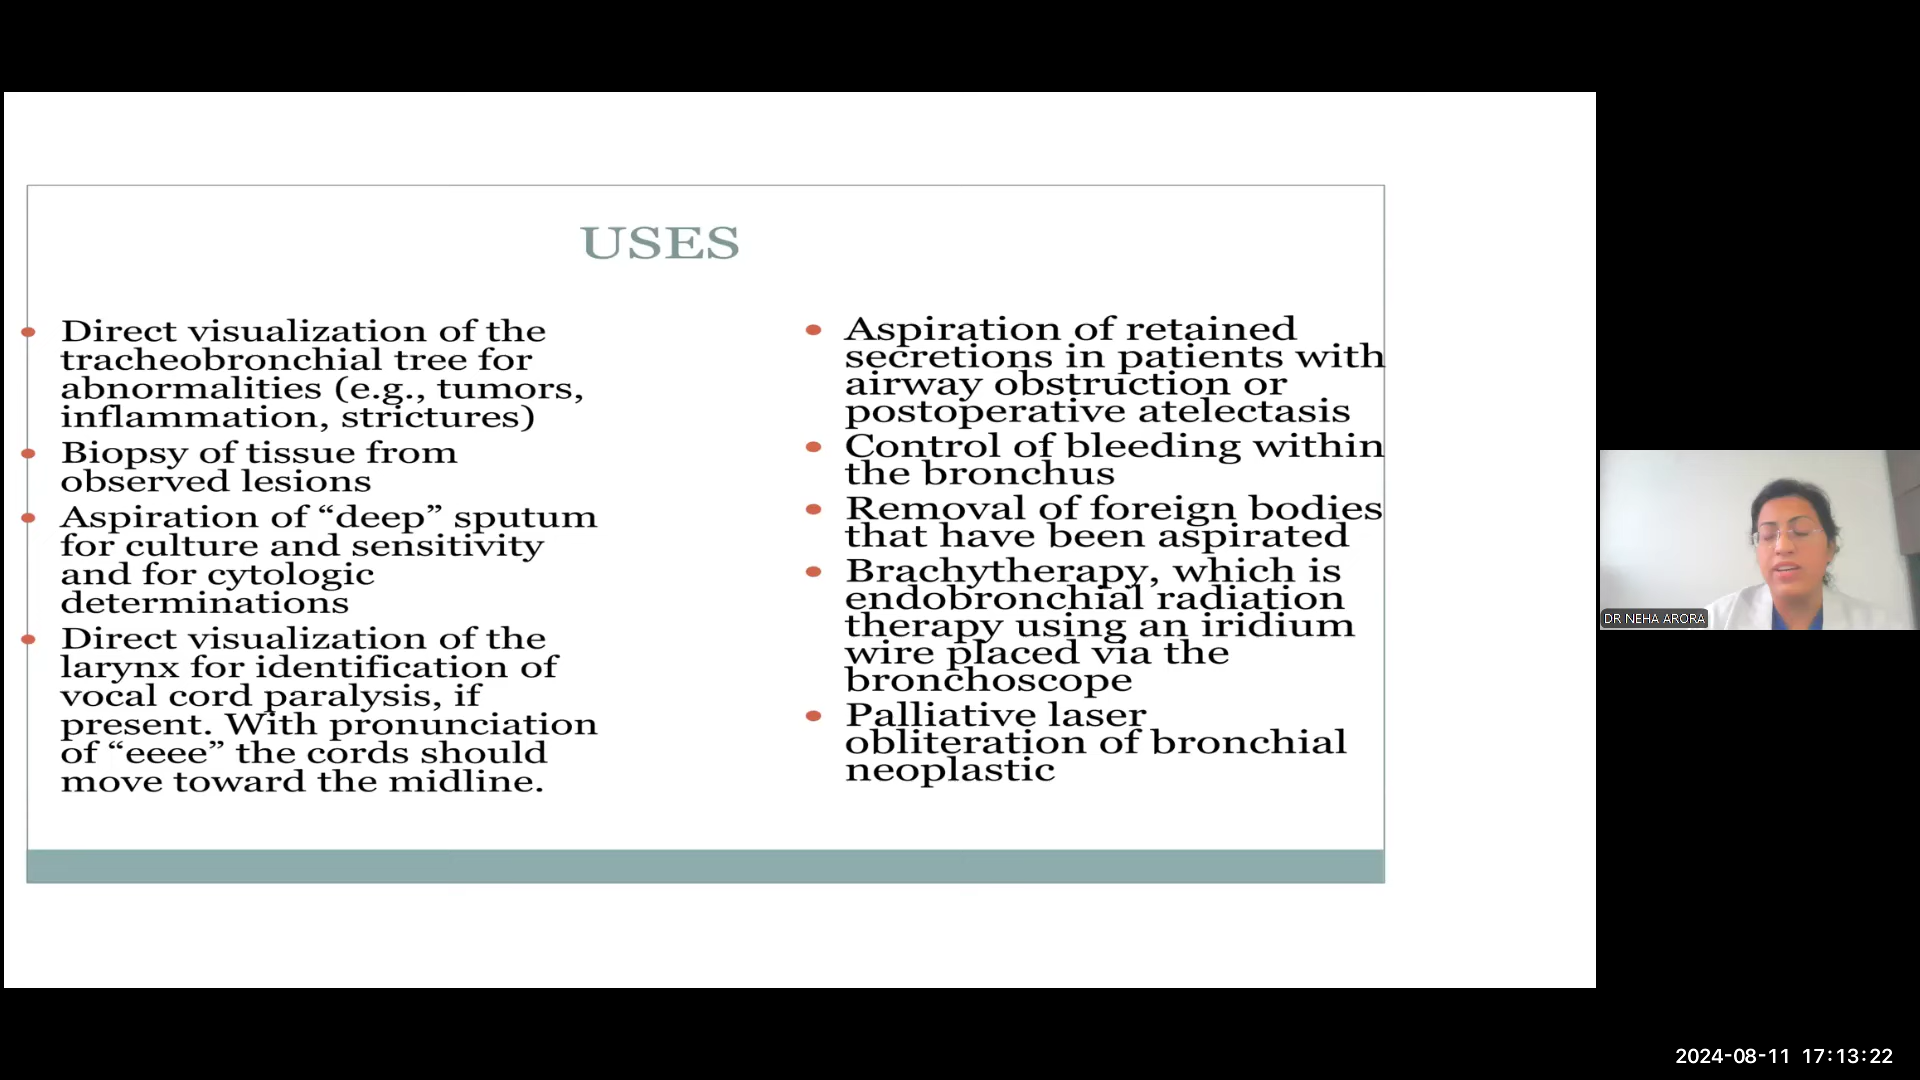 USES
Direct visualization of the
tracheobronchial tree for
abnormalities (e.g., tumors,
inflammation, strictures)
Biopsy of tissue from
observed lesions
Aspiration of “deep” sputum
for culture and sensitivity
and for cytologic
determinations
Direct visualization of the
larynx for identification of
vocal cord paralysis, if
present. With pronunciation
of “eeee” the cords should
move toward the midline.
Aspiration of retained
secretions in patients with
airway obstruction or
postoperative atelectasis
Control of bleeding within
the bronchus
Removal of foreign bodies
that have been aspirated
Brachytherapy, which is
endobronchial radiation
therapy using an iridium
wire placed via the
bronchoscope
Palliative laser
obliteration of bronchial
neoplastic
DR NEHA ARORA
2024-08-11 17:13:22